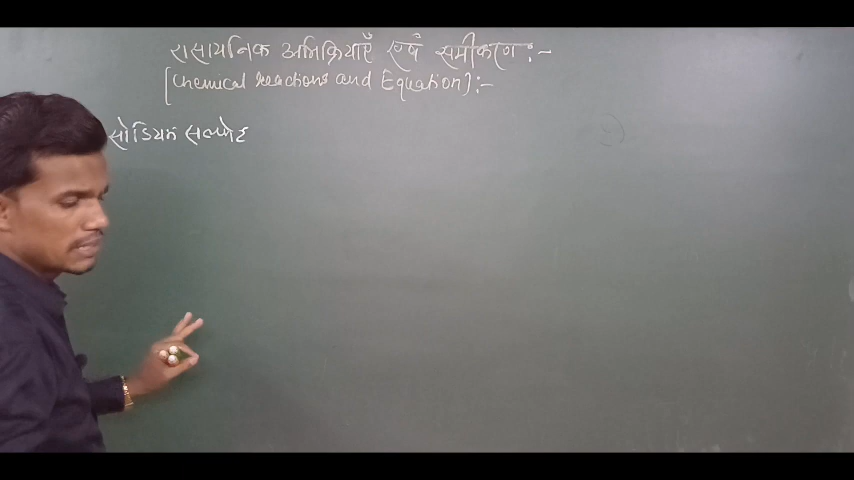 रासायनिक अभिक्रियाएँ एवं समीकरण :-
[Chemical reactions and Equation] :-
सोडियम सल्फेट